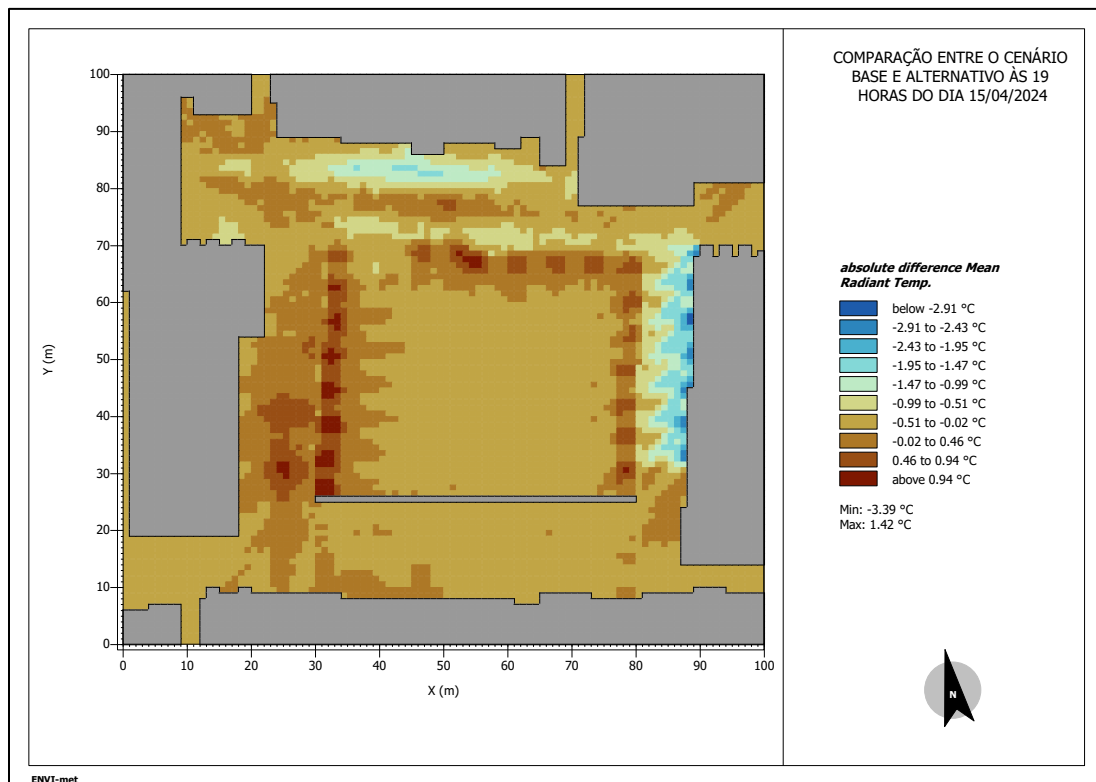 COMPARAÇÃO ENTRE O CENÁRIO
BASE E ALTERNATIVO ÀS 19
HORAS DO DIA 15/04/2024
100
90
80
70
60
50
40
30
20
10
0
Y (m)
0 10 20 30 40 50 60 70 80 90 100
X (m)
absolute difference Mean
Radiant Temp.
below -2.91 °C
-2.91 to -2.43 °C
-2.43 to -1.95 °C
-1.95 to -1.47 °C
-1.47 to -0.99 °C
-0.99 to -0.51 °C
-0.51 to -0.02 °C
-0.02 to 0.46 °C
0.46 to 0.94 °C
above 0.94 °C
Min: -3.39 °C
Max: 1.42 °C
N
ENVI-met